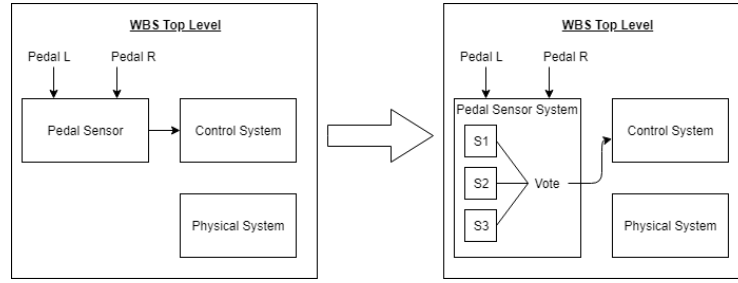 WBS Top Level
Pedal L
Pedal R
Pedal Sensor
Control System
Physical System
WBS Top Level
Pedal L
Pedal R
Pedal Sensor System
S1
S2
S3
Vote
Control System
Physical System